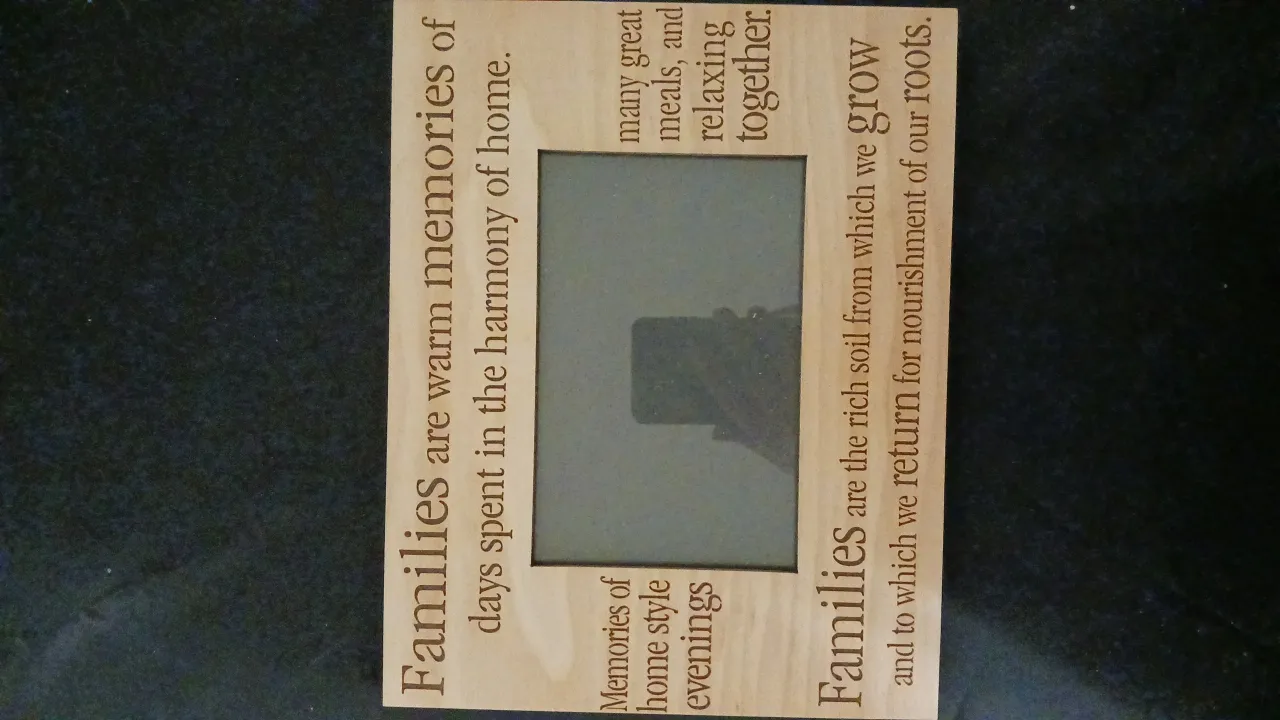 Families are warm memories of
days spent in the harmony of home.
Memories of
home style
evenings
many great
meals, and
relaxing
together.
Families are the rich soil from which we grow
and to which we return for nourishment of our roots.